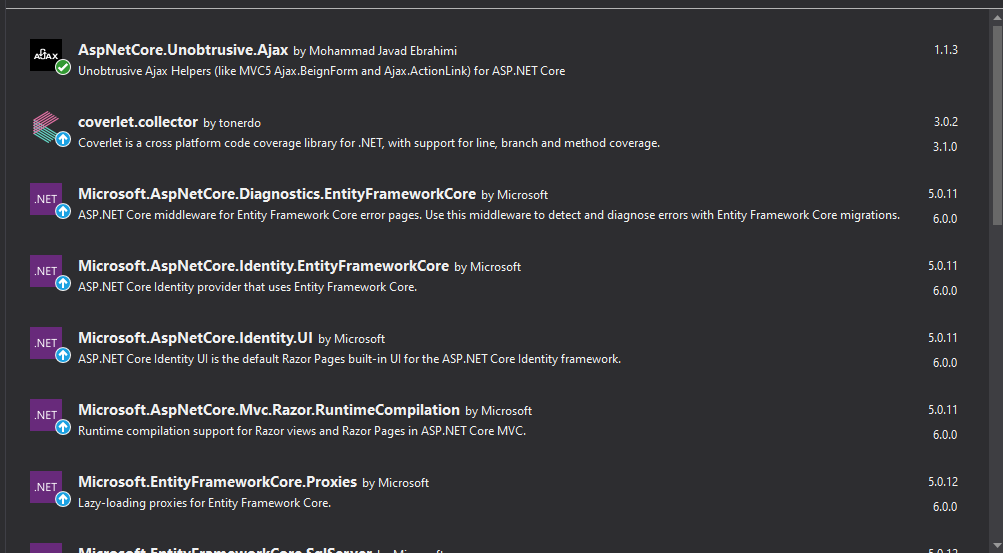 AJAX
AspNetCore.Unobtrusive.Ajax by Mohammad Javad Ebrahimi 1.1.3
Unobtrusive Ajax Helpers (like MVC5 Ajax.BeignForm and Ajax.ActionLink) for ASP.NET Core
coverlet.collector by tonerdo 3.0.2
Coverlet is a cross platform code coverage library for .NET, with support for line, branch and method coverage. 3.1.0
.NET
Microsoft.AspNetCore.Diagnostics.EntityFrameworkCore by Microsoft 5.0.11
ASP.NET Core middleware for Entity Framework Core error pages. Use this middleware to detect and diagnose errors with Entity Framework Core migrations. 6.0.0
.NET
Microsoft.AspNetCore.Identity.EntityFrameworkCore by Microsoft 5.0.11
ASP.NET Core Identity provider that uses Entity Framework Core. 6.0.0
.NET
Microsoft.AspNetCore.Identity.UI by Microsoft 5.0.11
ASP.NET Core Identity UI is the default Razor Pages built-in UI for the ASP.NET Core Identity framework. 6.0.0
.NET
Microsoft.AspNetCore.Mvc.Razor.RuntimeCompilation by Microsoft 5.0.11
Runtime compilation support for Razor views and Razor Pages in ASP.NET Core MVC. 6.0.0
.NET
Microsoft.EntityFrameworkCore.Proxies by Microsoft 5.0.12
Lazy-loading proxies for Entity Framework Core. 6.0.0
Microsoft.EntityFrameworkCore.SqlServer by Microsoft 5.0.12